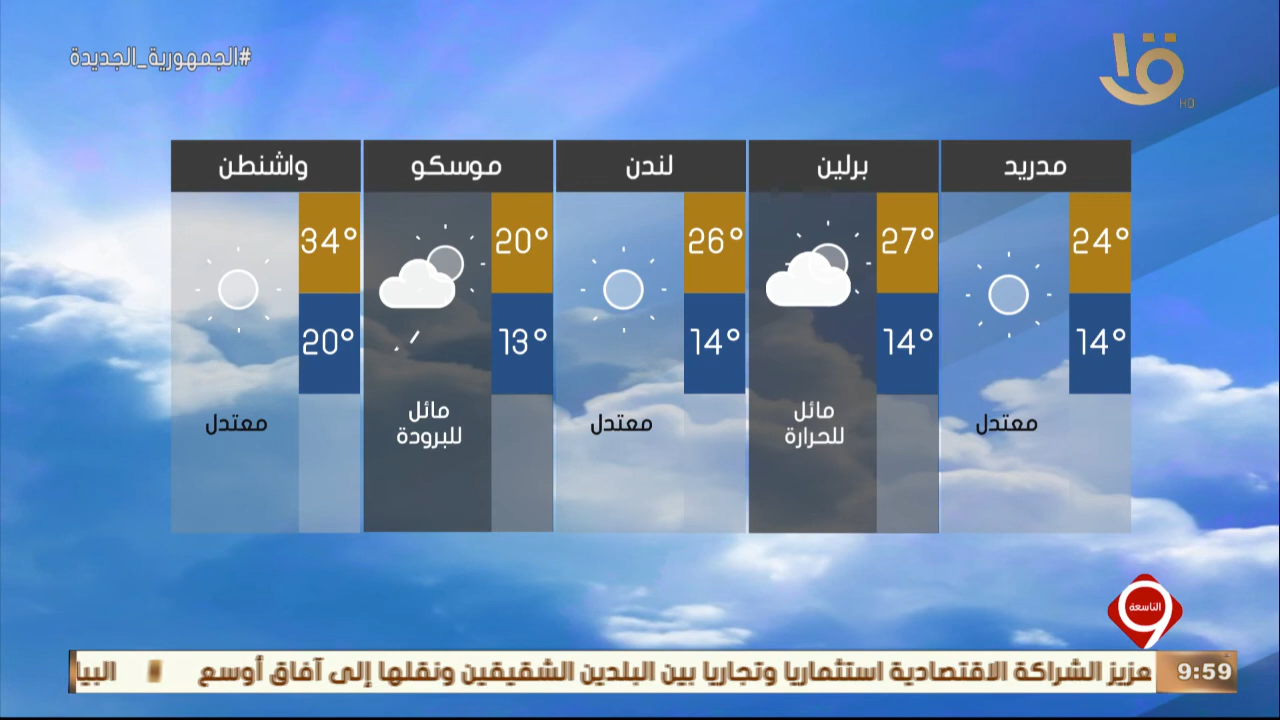 #الجمهورية_الجديدة
HD
مدريد
24°
14°
معتدل
برلين
27°
14°
مائل
للحرارة
لندن
26°
14°
معتدل
موسكو
20°
13°
مائل
للبرودة
واشنطن
34°
20°
معتدل
التاسعة
9
9:59
عزيز الشراكة الاقتصادية استثماريا وتجاريا بين البلدين الشقيقين ونقلها إلى آفاق أوسع